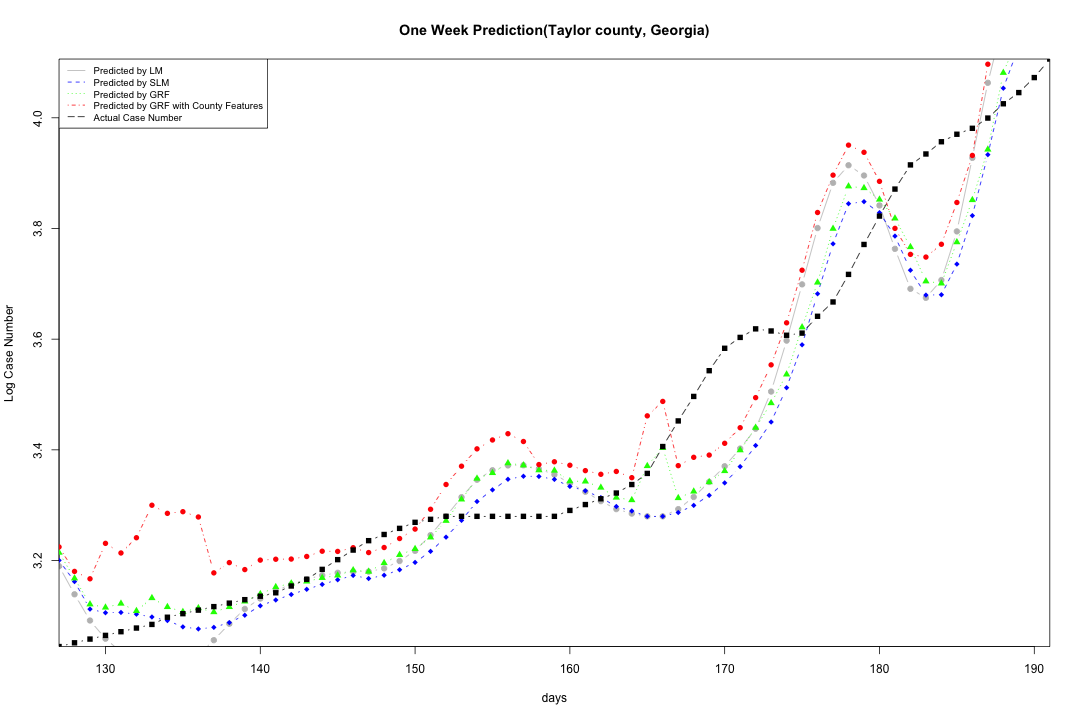 One Week Prediction(Taylor county, Georgia)
Predicted by LM
Predicted by SLM
Predicted by GRF
Predicted by GRF with County Features
Actual Case Number
4.0
3.8
3.6
3.4
3.2
Log Case Number
130 140 150 160 170 180 190
days